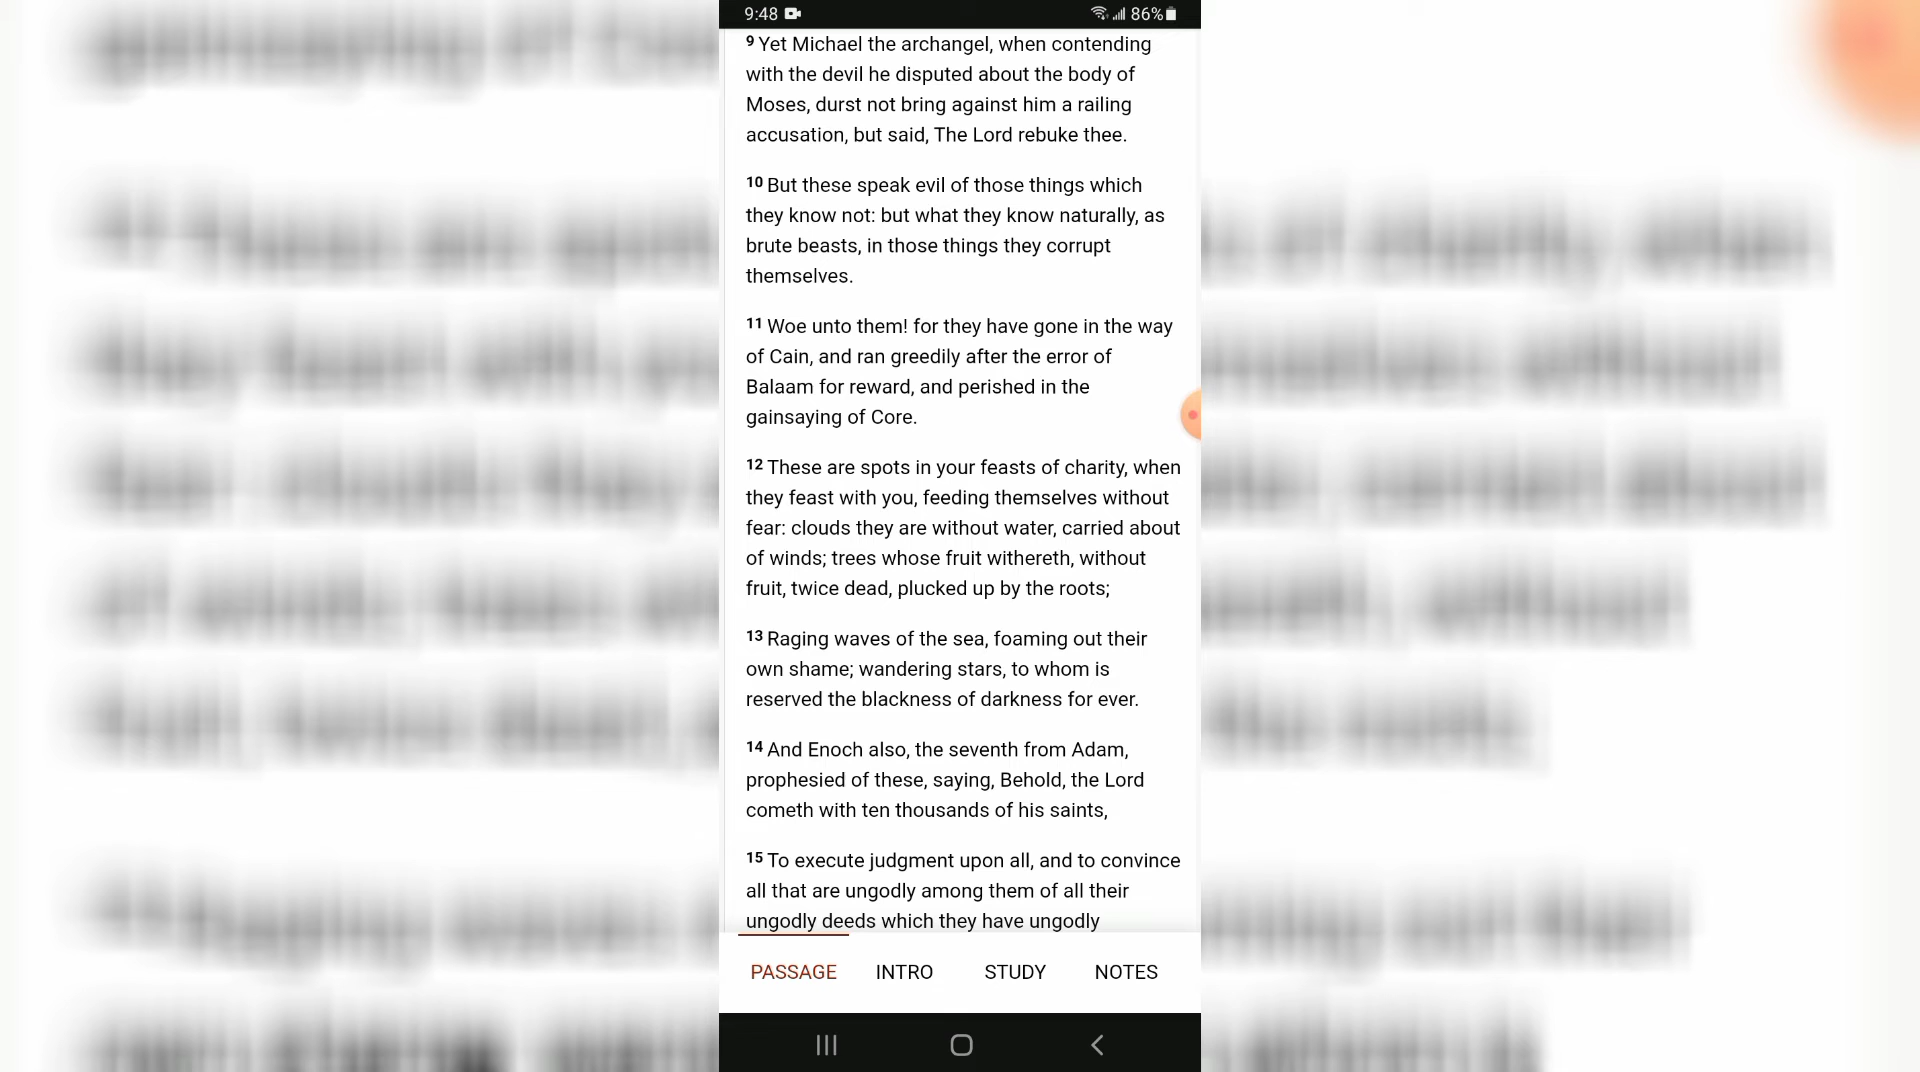 9:48 86%
9 Yet Michael the archangel, when contending
with the devil he disputed about the body of
Moses, durst not bring against him a railing
accusation, but said, The Lord rebuke thee.
10 But these speak evil of those things which
they know not: but what they know naturally, as
brute beasts, in those things they corrupt
themselves.
11 Woe unto them! for they have gone in the way
of Cain, and ran greedily after the error of
Balaam for reward, and perished in the
gainsaying of Core.
12 These are spots in your feasts of charity, when
they feast with you, feeding themselves without
fear: clouds they are without water, carried about
of winds; trees whose fruit withereth, without
fruit, twice dead, plucked up by the roots;
13 Raging waves of the sea, foaming out their
own shame; wandering stars, to whom is
reserved the blackness of darkness for ever.
14 And Enoch also, the seventh from Adam,
prophesied of these, saying, Behold, the Lord
cometh with ten thousands of his saints,
15 To execute judgment upon all, and to convince
all that are ungodly among them of all their
ungodly deeds which they have ungodly
PASSAGE INTRO STUDY NOTES